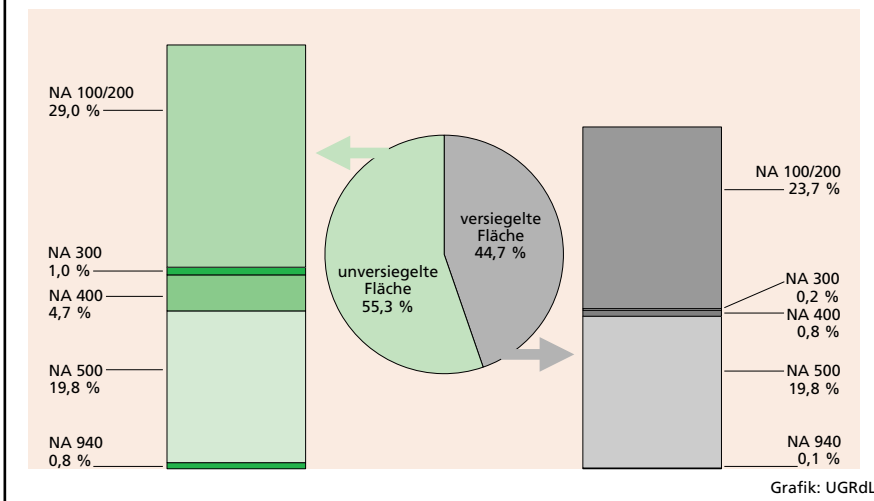 NA 100/200
29,0 %
NA 300
1,0 %
NA 400
4,7 %
NA 500
19,8 %
NA 940
0,8 %
unversiegelte
Fläche
55,3 %
versiegelte
Fläche
44,7 %
NA 100/200
23,7 %
NA 300
0,2 %
NA 400
0,8 %
NA 500
19,8 %
NA 940
0,1 %
Grafik: UGRdL